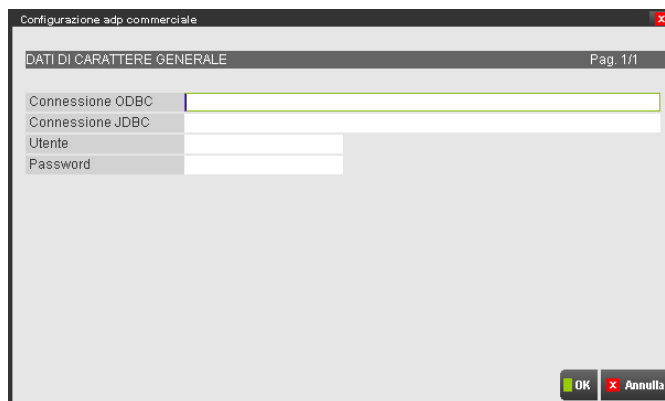 Configurazione adp commerciale
DATI DI CARATTERE GENERALE Pag. 1/1
Connessione ODBC
Connessione JDBC
Utente
Password
OK Annulla